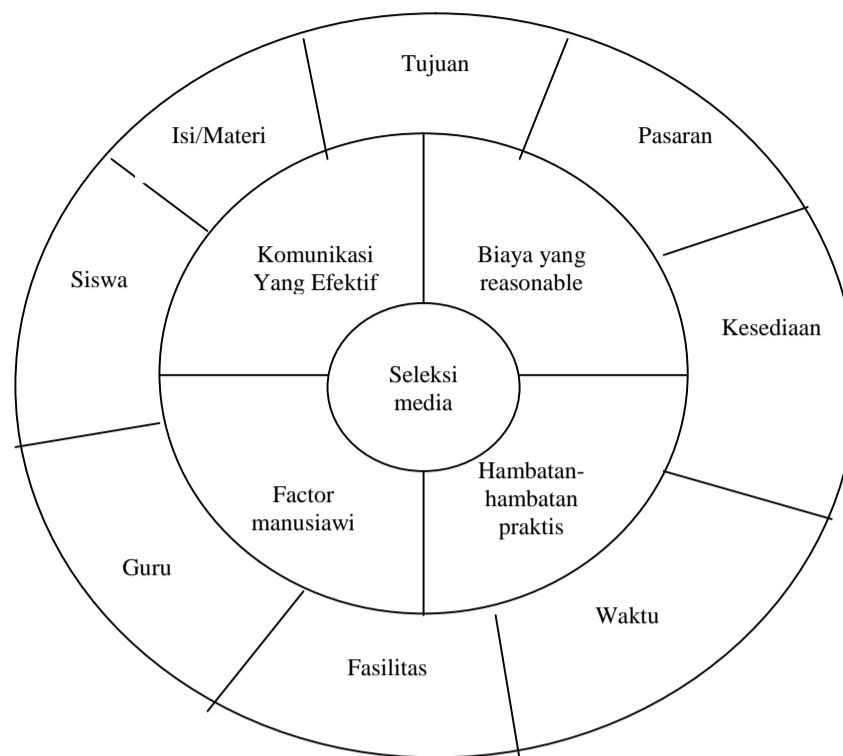 Tujuan
Isi/Materi
Pasaran
Komunikasi
Yang Efektif
Biaya yang
reasonable
Siswa
Kesediaan
Seleksi
media
Factor
manusiawi
Hambatan-
hambatan
praktis
Guru
Waktu
Fasilitas